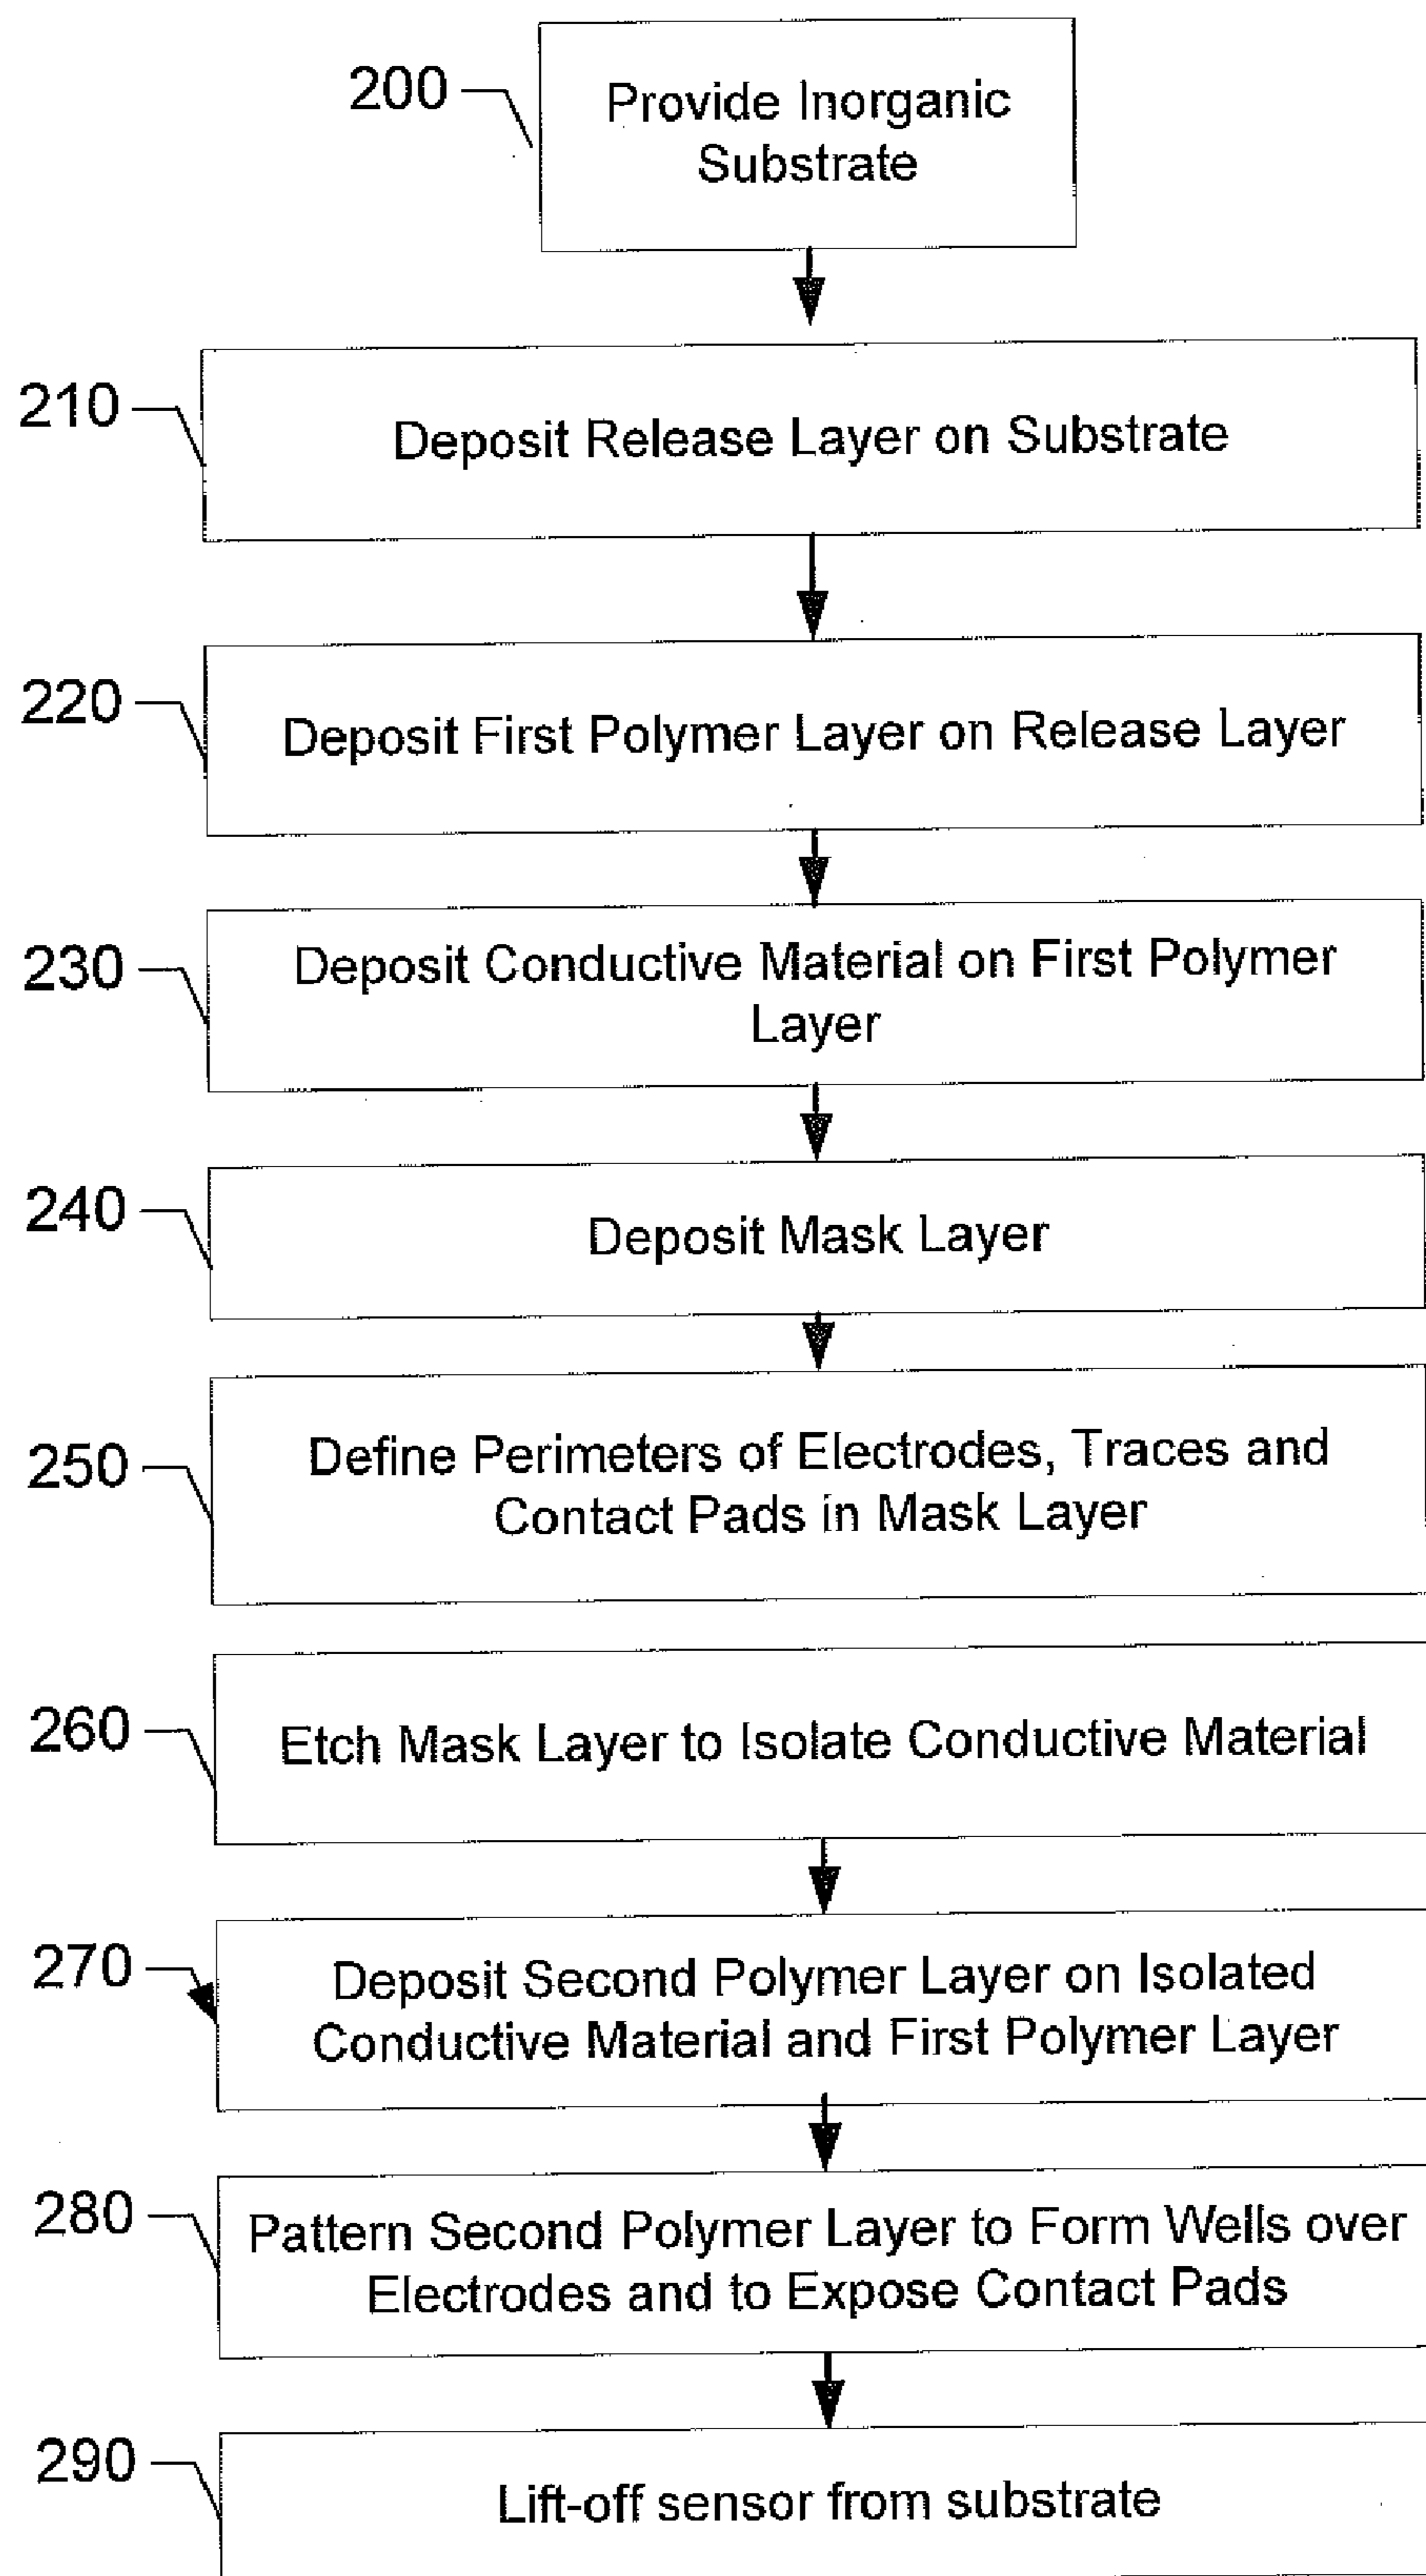 200
Provide Inorganic
Substrate
210
Deposit Release Layer on Substrate
220
Deposit First Polymer Layer on Release Layer
230
Deposit Conductive Material on First Polymer
Layer
240
Deposit Mask Layer
250
Define Perimeters of Electrodes, Traces and
Contact Pads in Mask Layer
260
Etch Mask Layer to Isolate Conductive Material
270
Deposit Second Polymer Layer on Isolated
Conductive Material and First Polymer Layer
280
Pattern Second Polymer Layer to Form Wells over
Electrodes and to Expose Contact Pads
290
Lift-off sensor from substrate